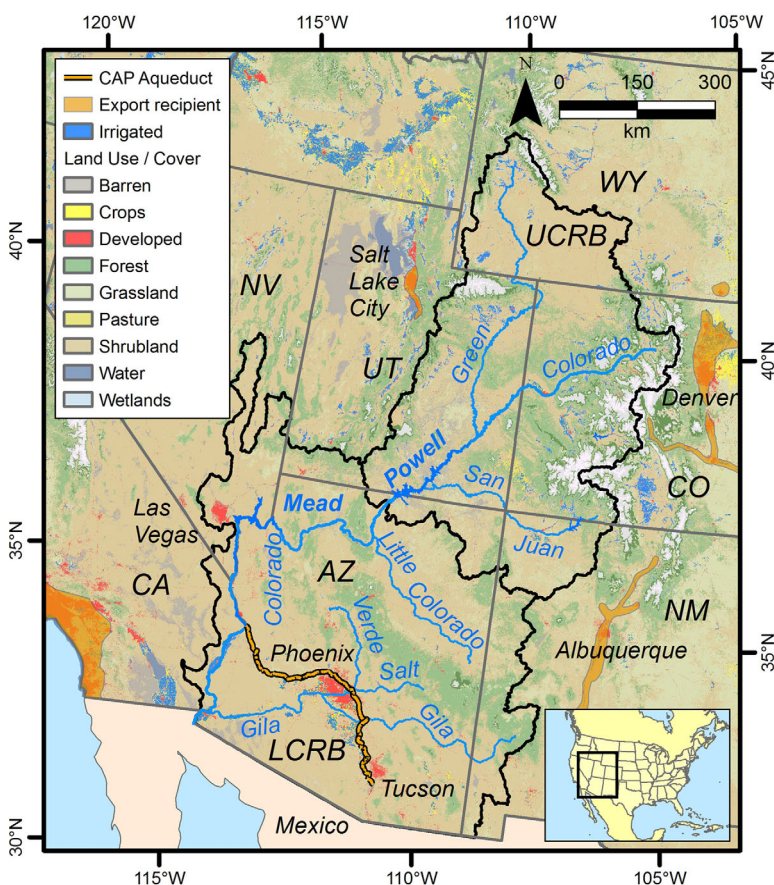 120°W
115°W
110°W
105°W
45°N
40°N
35°N
30°N
40°N
35°N
115°W
110°W
105°W
CAP Aqueduct
Export recipient
Irrigated
Land Use / Cover
Barren
Crops
Developed
Forest
Grassland
Pasture
Shrubland
Water
Wetlands
N
0 150 300
km
WY
UCRB
NV
Salt
Lake
City
UT
Green
Colorado
Denver
Powell
San
Juan
CO
Mead
Las
Vegas
CA
AZ
Colorado
Little
Colorado
NM
Verde
Phoenix
Albuquerque
Salt
Gila
Gila
LCRB
Tucson
Mexico